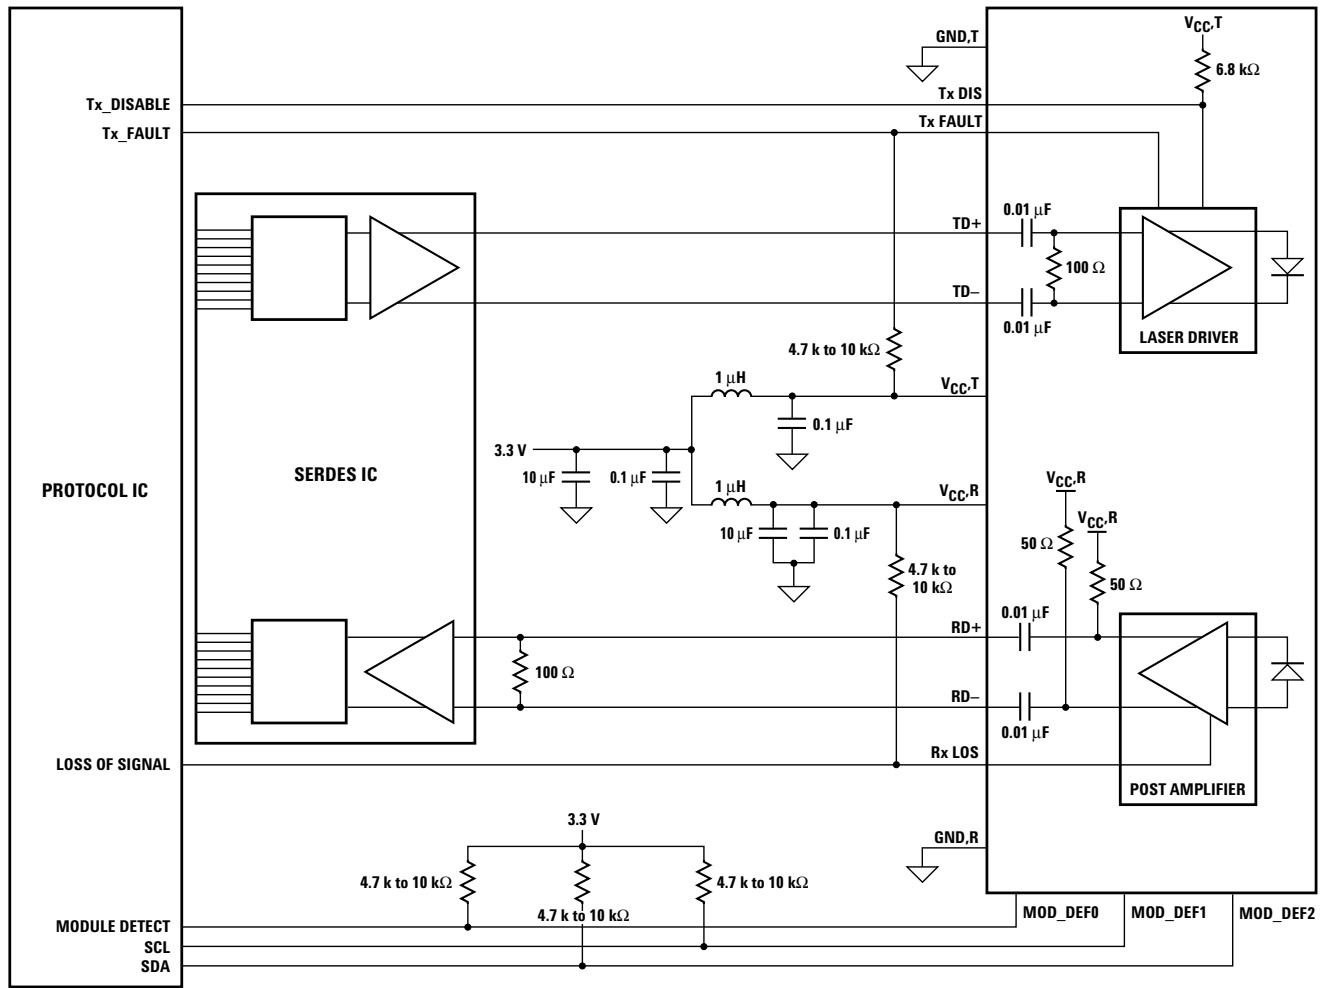 V_CC,T
GND,T
6.8 kΩ
Tx_DISABLE
Tx DIS
Tx_FAULT
Tx FAULT
0.01 µF
TD+
100 Ω
TD–
0.01 µF
LASER DRIVER
4.7 k to 10 kΩ
1 µH
V_CC,T
0.1 µF
3.3 V
SERDES IC
10 µF
0.1 µF
PROTOCOL IC
1 µH
V_CC,R
V_CC,R
V_CC,R
10 µF
0.1 µF
50 Ω
4.7 k to
10 kΩ
50 Ω
0.01 µF
RD+
100 Ω
RD–
0.01 µF
LOSS OF SIGNAL
Rx LOS
POST AMPLIFIER
3.3 V
GND,R
4.7 k to 10 kΩ
4.7 k to 10 kΩ
4.7 k to 10 kΩ
MODULE DETECT
MOD_DEF0
MOD_DEF1
MOD_DEF2
SCL
SDA